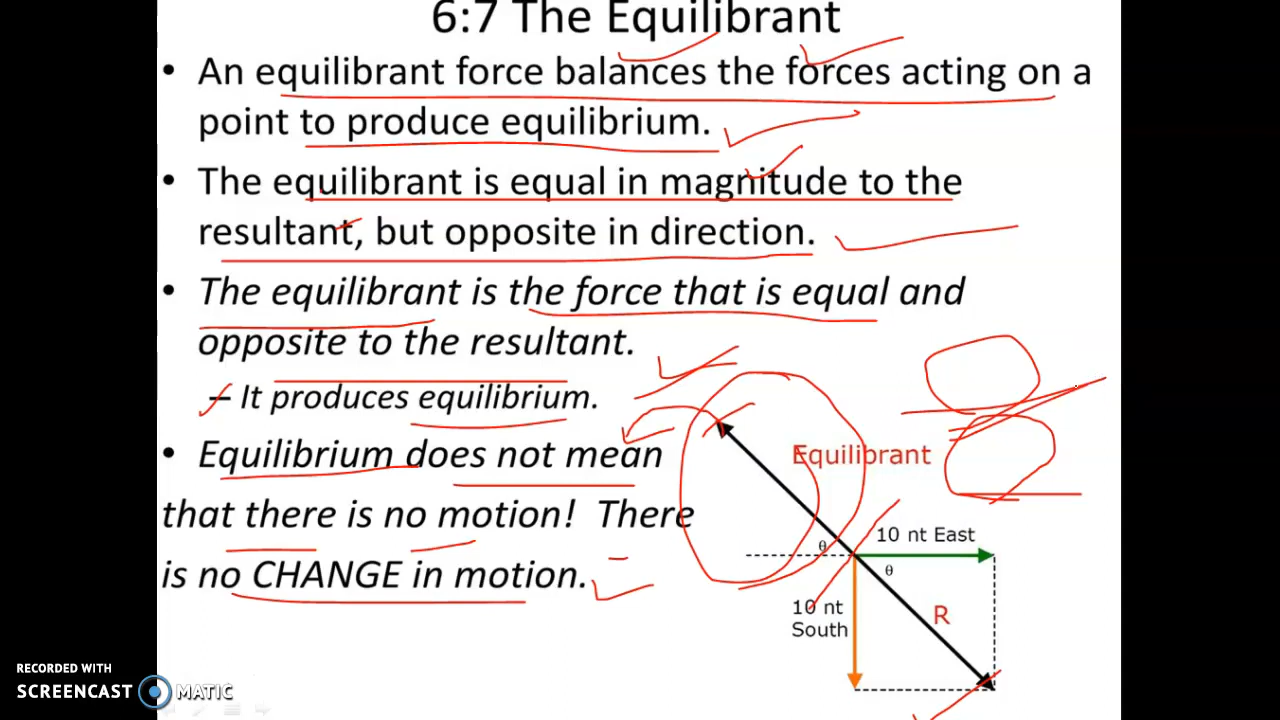 6:7 The Equilibrant
• An equilibrant force balances the forces acting on a
point to produce equilibrium.
• The equilibrant is equal in magnitude to the
resultant, but opposite in direction.
• The equilibrant is the force that is equal and
opposite to the resultant.
– It produces equilibrium.
• Equilibrium does not mean
that there is no motion! There
is no CHANGE in motion.
Equilibrant
10 nt East
θ
θ
10 nt
South
R
RECORDED WITH
SCREENCAST MATIC